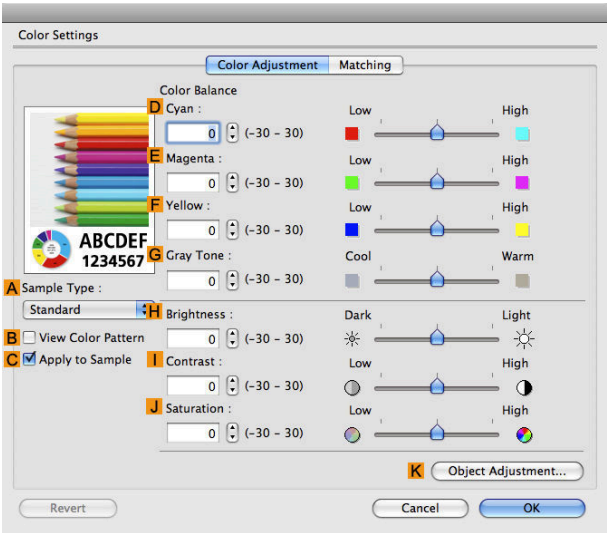 Color Settings
Color Adjustment Matching
Color Balance
D Cyan :
Low High
0 (-30 – 30)
E Magenta :
Low High
0 (-30 – 30)
F Yellow :
Low High
0 (-30 – 30)
ABCDEF
1234567
G Gray Tone :
Cool Warm
0 (-30 – 30)
A Sample Type :
Standard
H Brightness :
Dark Light
0 (-30 – 30)
B View Color Pattern
C Apply to Sample
I Contrast :
Low High
0 (-30 – 30)
J Saturation :
Low High
0 (-30 – 30)
K Object Adjustment...
Revert Cancel OK